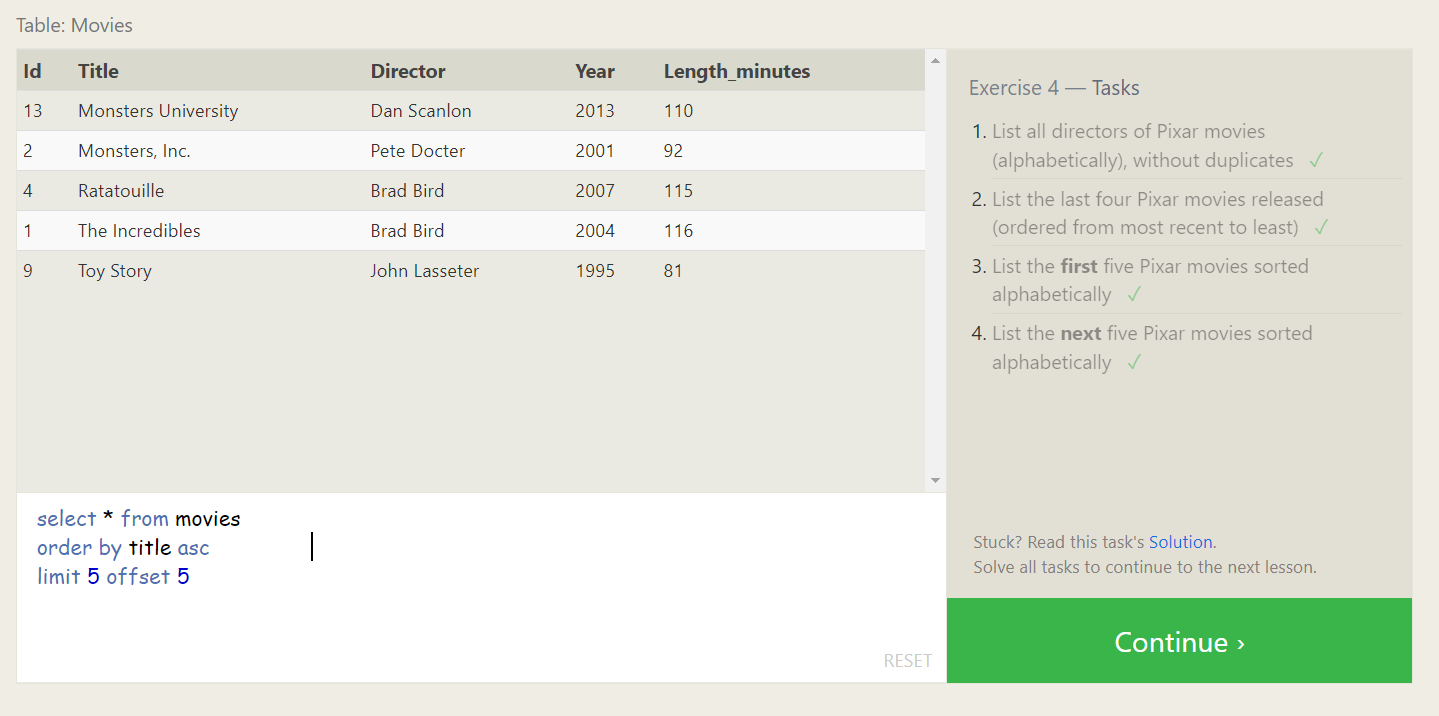 Table: Movies
Id Title Director Year Length_minutes
13 Monsters University Dan Scanlon 2013 110
2 Monsters, Inc. Pete Docter 2001 92
4 Ratatouille Brad Bird 2007 115
1 The Incredibles Brad Bird 2004 116
9 Toy Story John Lasseter 1995 81
select * from movies
order by title asc
limit 5 offset 5
RESET
Exercise 4 — Tasks
1. List all directors of Pixar movies
(alphabetically), without duplicates ✓
2. List the last four Pixar movies released
(ordered from most recent to least) ✓
3. List the first five Pixar movies sorted
alphabetically ✓
4. List the next five Pixar movies sorted
alphabetically ✓
Stuck? Read this task's Solution.
Solve all tasks to continue to the next lesson.
Continue ›